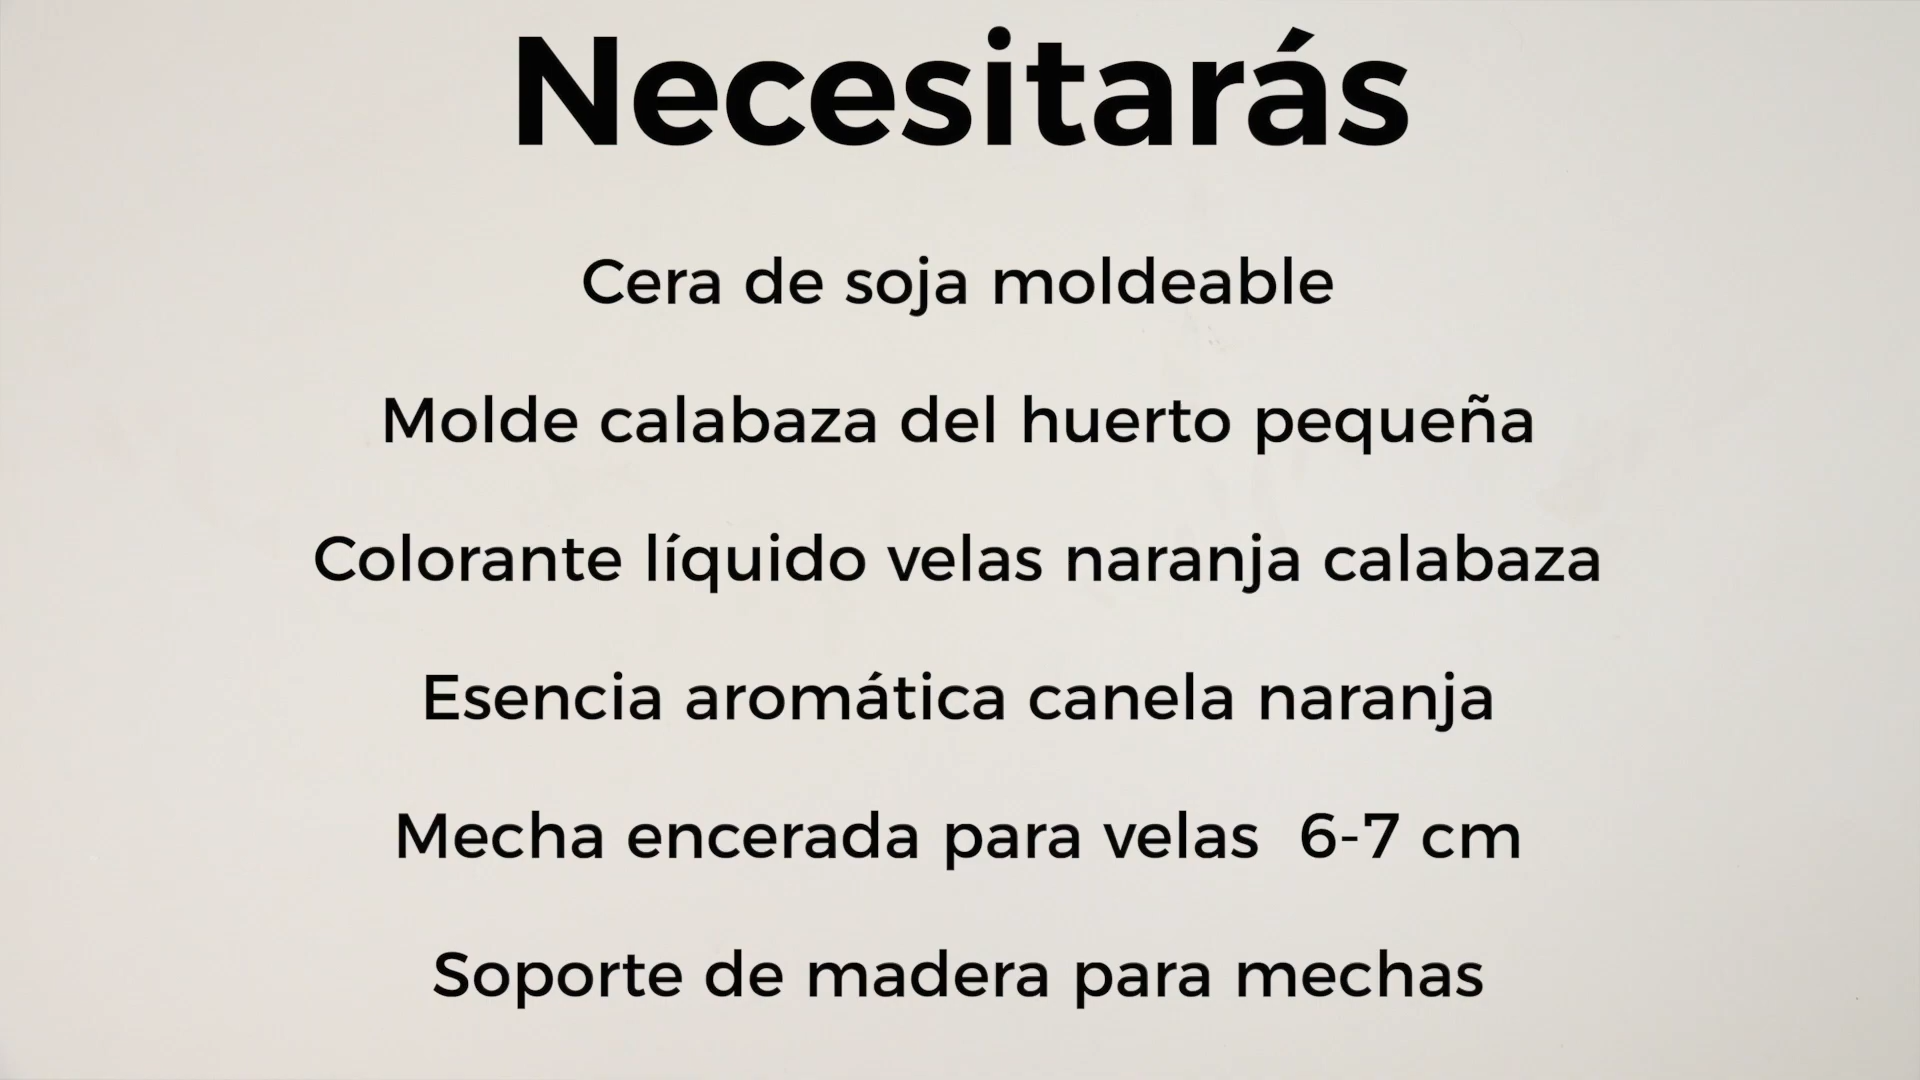 Necesitarás
Cera de soja moldeable
Molde calabaza del huerto pequeña
Colorante líquido velas naranja calabaza
Esencia aromática canela naranja
Mecha encerada para velas  6-7 cm
Soporte de madera para mechas